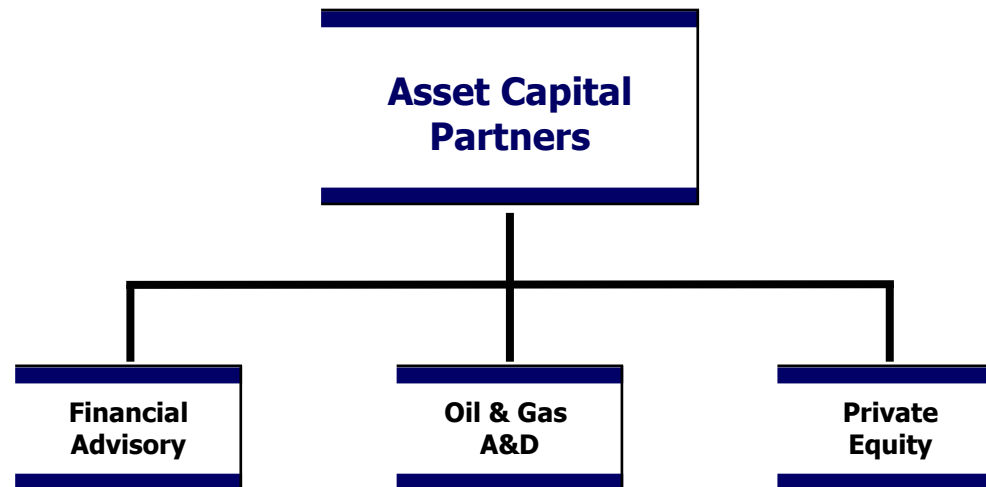 Asset Capital
Partners
Financial
Advisory
Oil & Gas
A&D
Private
Equity